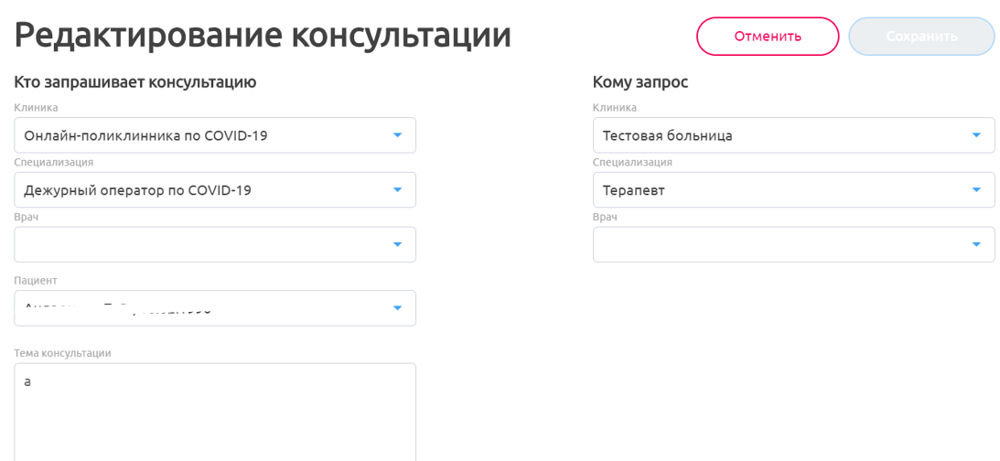 Редактирование консультации
Отменить
Сохранить
Кто запрашивает консультацию
Клиника
Онлайн-поликлинника по COVID-19
Специализация
Дежурный оператор по COVID-19
Врач
Пациент
Тема консультации
а
Кому запрос
Клиника
Тестовая больница
Специализация
Терапевт
Врач